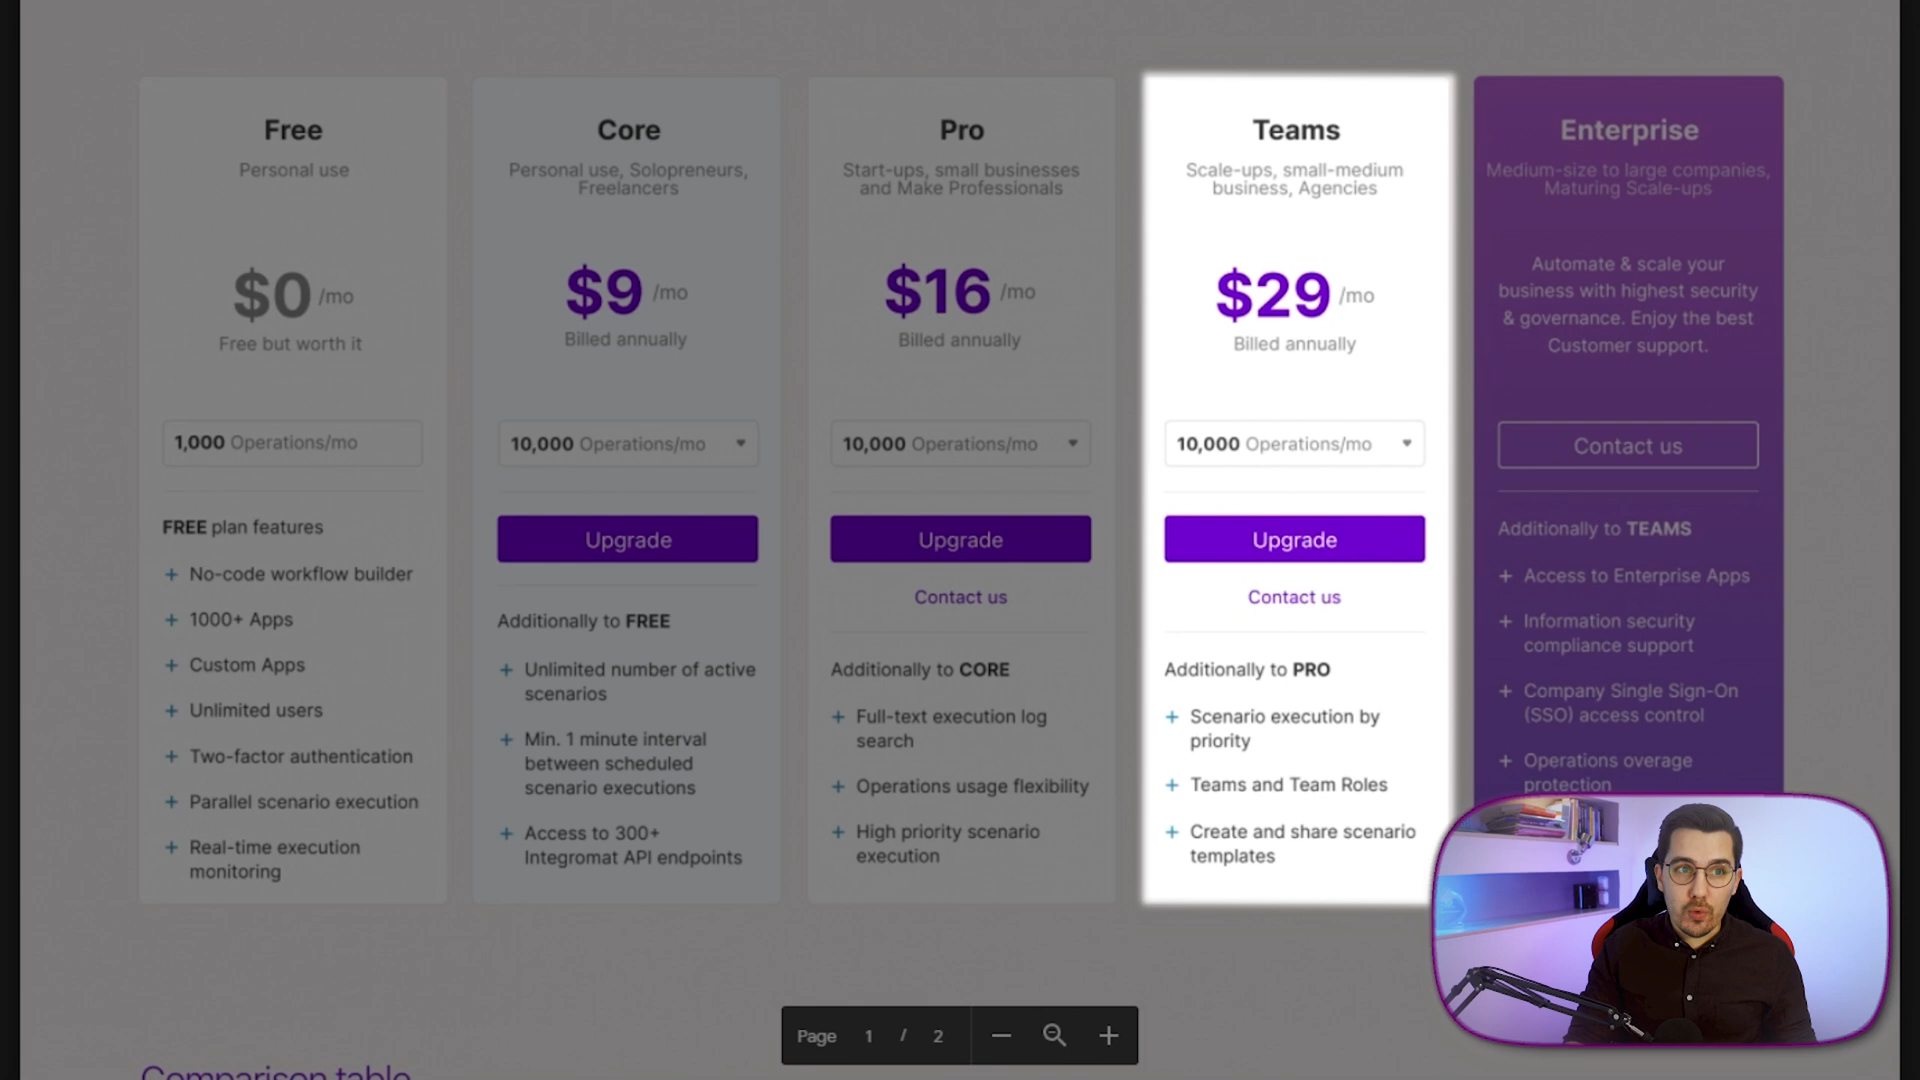 Free
Personal use
$0 /mo
Free but worth it
1,000 Operations/mo
FREE plan features
+ No-code workflow builder
+ 1000+ Apps
+ Custom Apps
+ Unlimited users
+ Two-factor authentication
+ Parallel scenario execution
+ Real-time execution
monitoring
Core
Personal use, Solopreneurs,
Freelancers
$9 /mo
Billed annually
10,000 Operations/mo
Upgrade
Additionally to FREE
+ Unlimited number of active
scenarios
+ Min. 1 minute interval
between scheduled
scenario executions
+ Access to 300+
Integromat API endpoints
Pro
Start-ups, small businesses
and Make Professionals
$16 /mo
Billed annually
10,000 Operations/mo
Upgrade
Contact us
Additionally to CORE
+ Full-text execution log
search
+ Operations usage flexibility
+ High priority scenario
execution
Teams
Scale-ups, small-medium
business, Agencies
$29 /mo
Billed annually
10,000 Operations/mo
Upgrade
Contact us
Additionally to PRO
+ Scenario execution by
priority
+ Teams and Team Roles
+ Create and share scenario
templates
Enterprise
Medium-size to large companies,
Maturing Scale-ups
Automate & scale your
business with highest security
& governance. Enjoy the best
Customer support.
Contact us
Additionally to TEAMS
+ Access to Enterprise Apps
+ Information security
compliance support
+ Company Single Sign-On
(SSO) access control
+ Operations overage
protection
Page 1 / 2
Comparison table